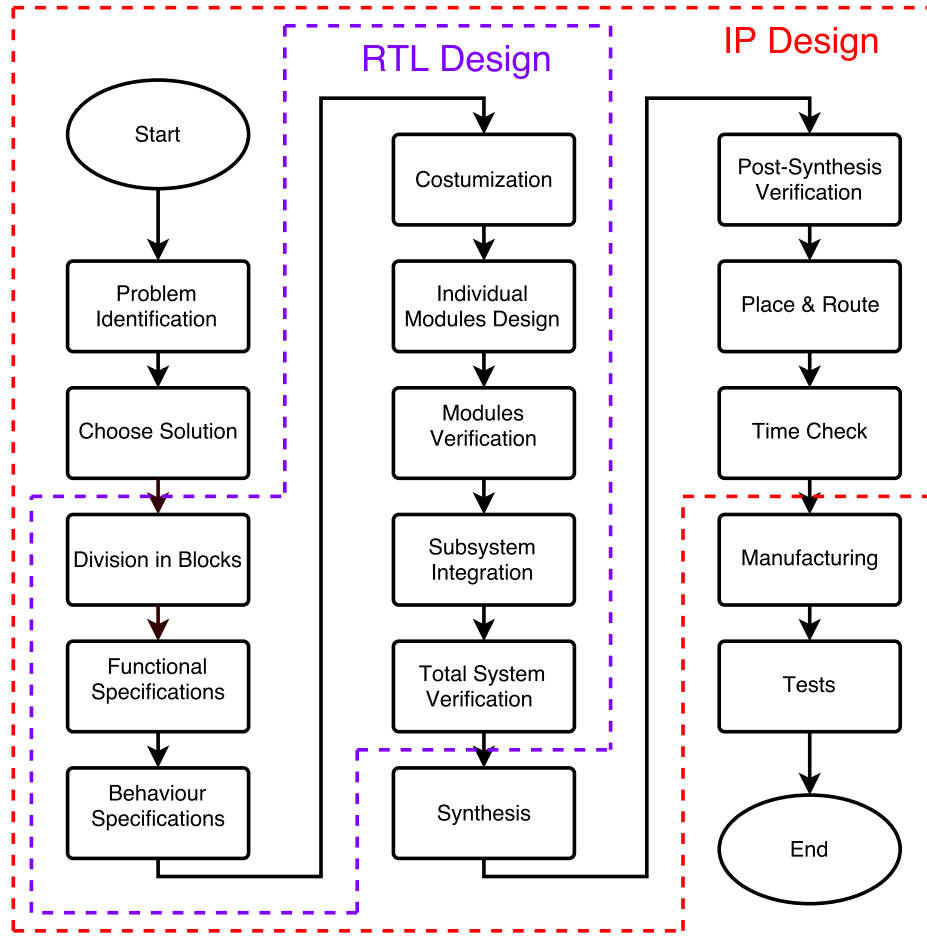 RTL Design
IP Design
Start
Problem
Identification
Choose Solution
Division in Blocks
Functional
Specifications
Behaviour
Specifications
Costumization
Individual
Modules Design
Modules
Verification
Subsystem
Integration
Total System
Verification
Synthesis
Post-Synthesis
Verification
Place & Route
Time Check
Manufacturing
Tests
End